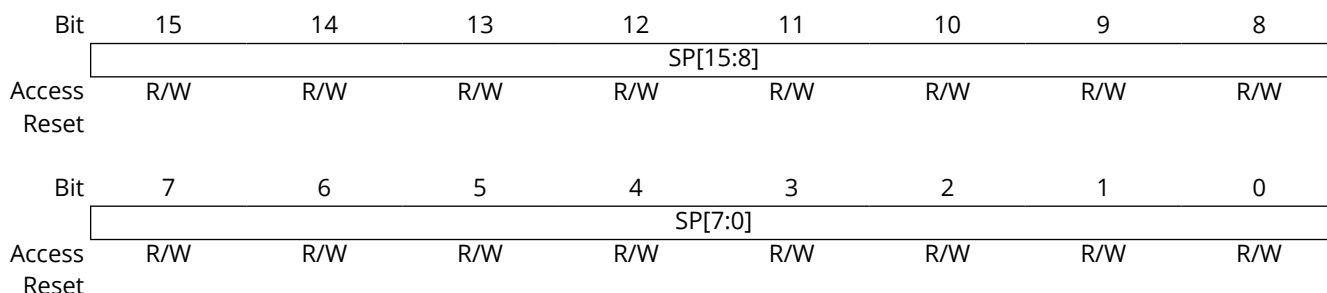 Bit 15 14 13 12 11 10 9 8
SP[15:8]
Access R/W R/W R/W R/W R/W R/W R/W R/W
Reset
Bit 7 6 5 4 3 2 1 0
SP[7:0]
Access R/W R/W R/W R/W R/W R/W R/W R/W
Reset